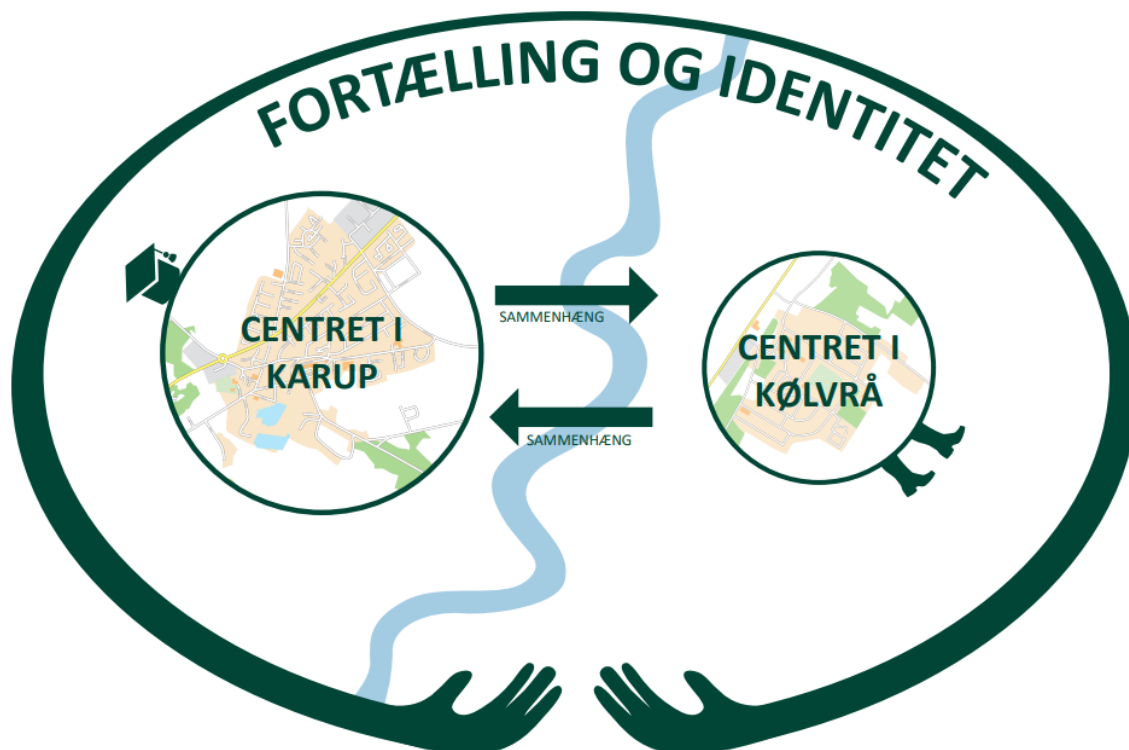 FORTÆLLING OG IDENTITET
CENTRET I
KARUP
SAMMENHÆNG
SAMMENHÆNG
CENTRET I
KØLVRÅ